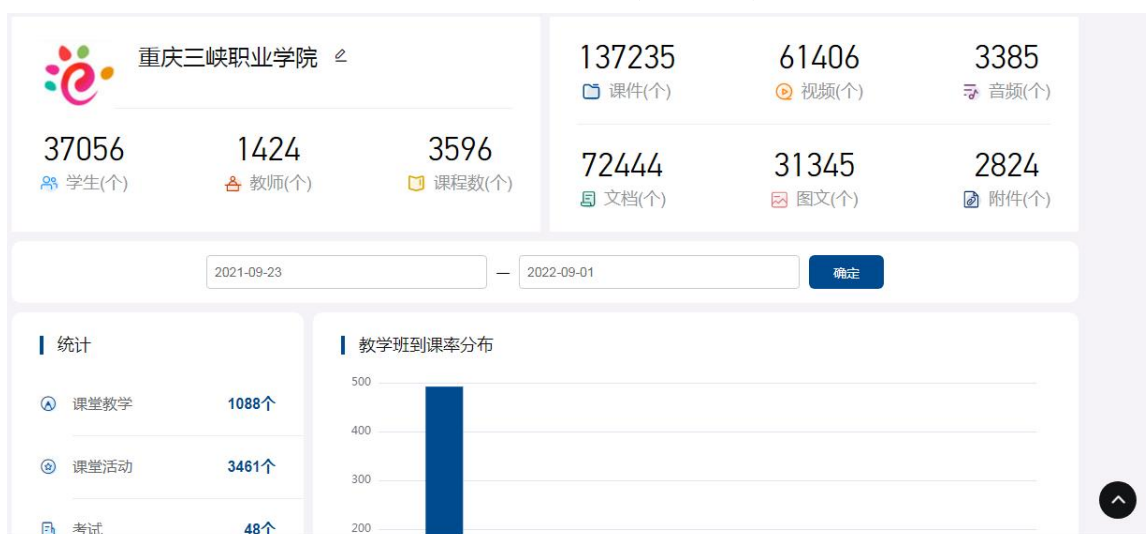 重庆三峡职业学院
37056 1424 3596
学生(个) 教师(个) 课程数(个)
137235 61406 3385
课件(个) 视频(个) 音频(个)
72444 31345 2824
文档(个) 图文(个) 附件(个)
2021-09-23 — 2022-09-01 确定
统计
课堂教学 1088个
课堂活动 3461个
考试 48个
教学班到课率分布
500
400
300
200